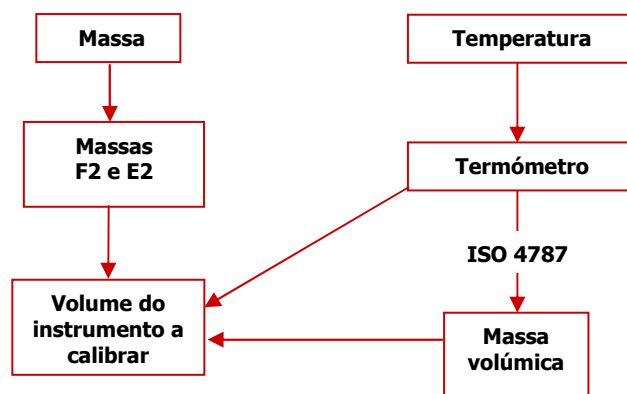 Massa
Temperatura
Massas
F2 e E2
Termómetro
ISO 4787
Volume do
instrumento a
calibrar
Massa
volúmica